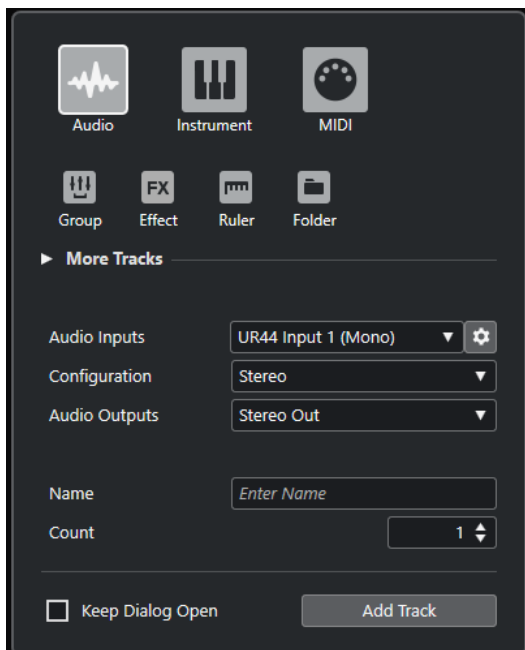 Audio Instrument MIDI
FX
Group Effect Ruler Folder
More Tracks
Audio Inputs UR44 Input 1 (Mono)
Configuration Stereo
Audio Outputs Stereo Out
Name Enter Name
Count 1
Keep Dialog Open Add Track